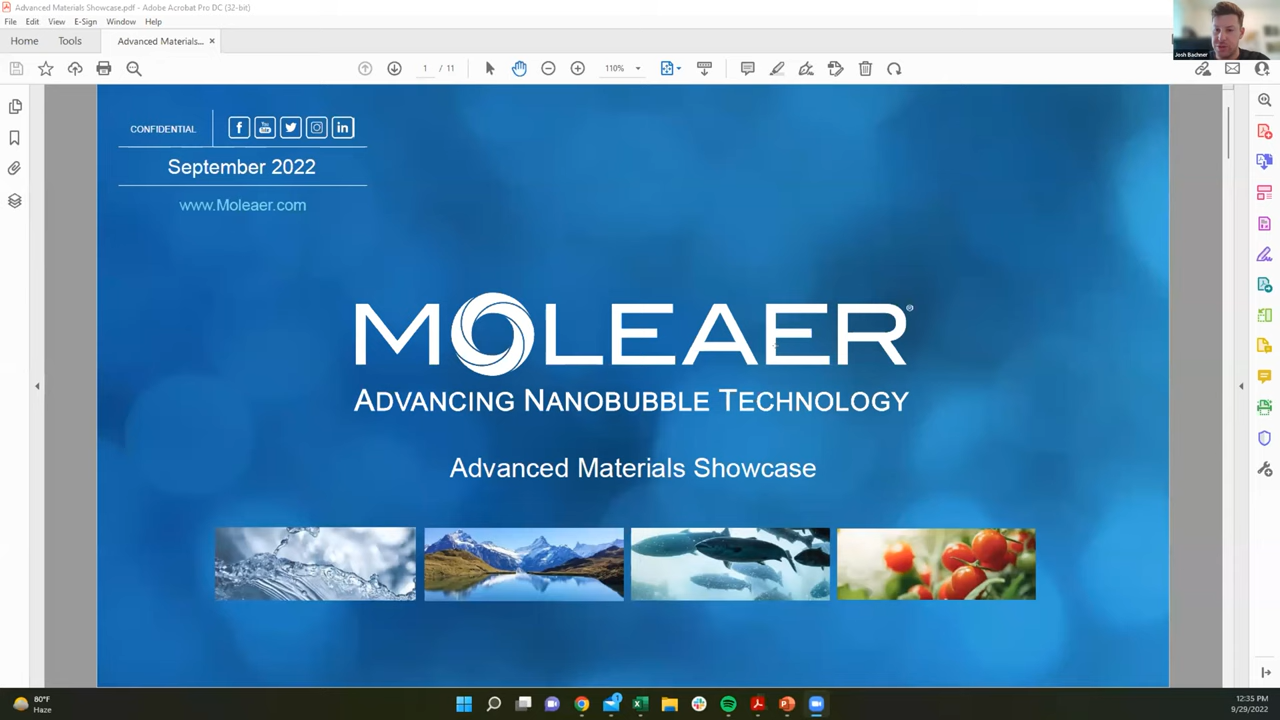 Advanced Materials Showcase.pdf - Adobe Acrobat Pro DC (32-bit)
File Edit View E-Sign Window Help
Home Tools Advanced Materials... ×
1 / 11 110%
Josh Bachner
CONFIDENTIAL
September 2022
www.Moleaer.com
MOLEAER®
ADVANCING NANOBUBBLE TECHNOLOGY
Advanced Materials Showcase
80°F
Haze
12:35 PM
9/29/2022